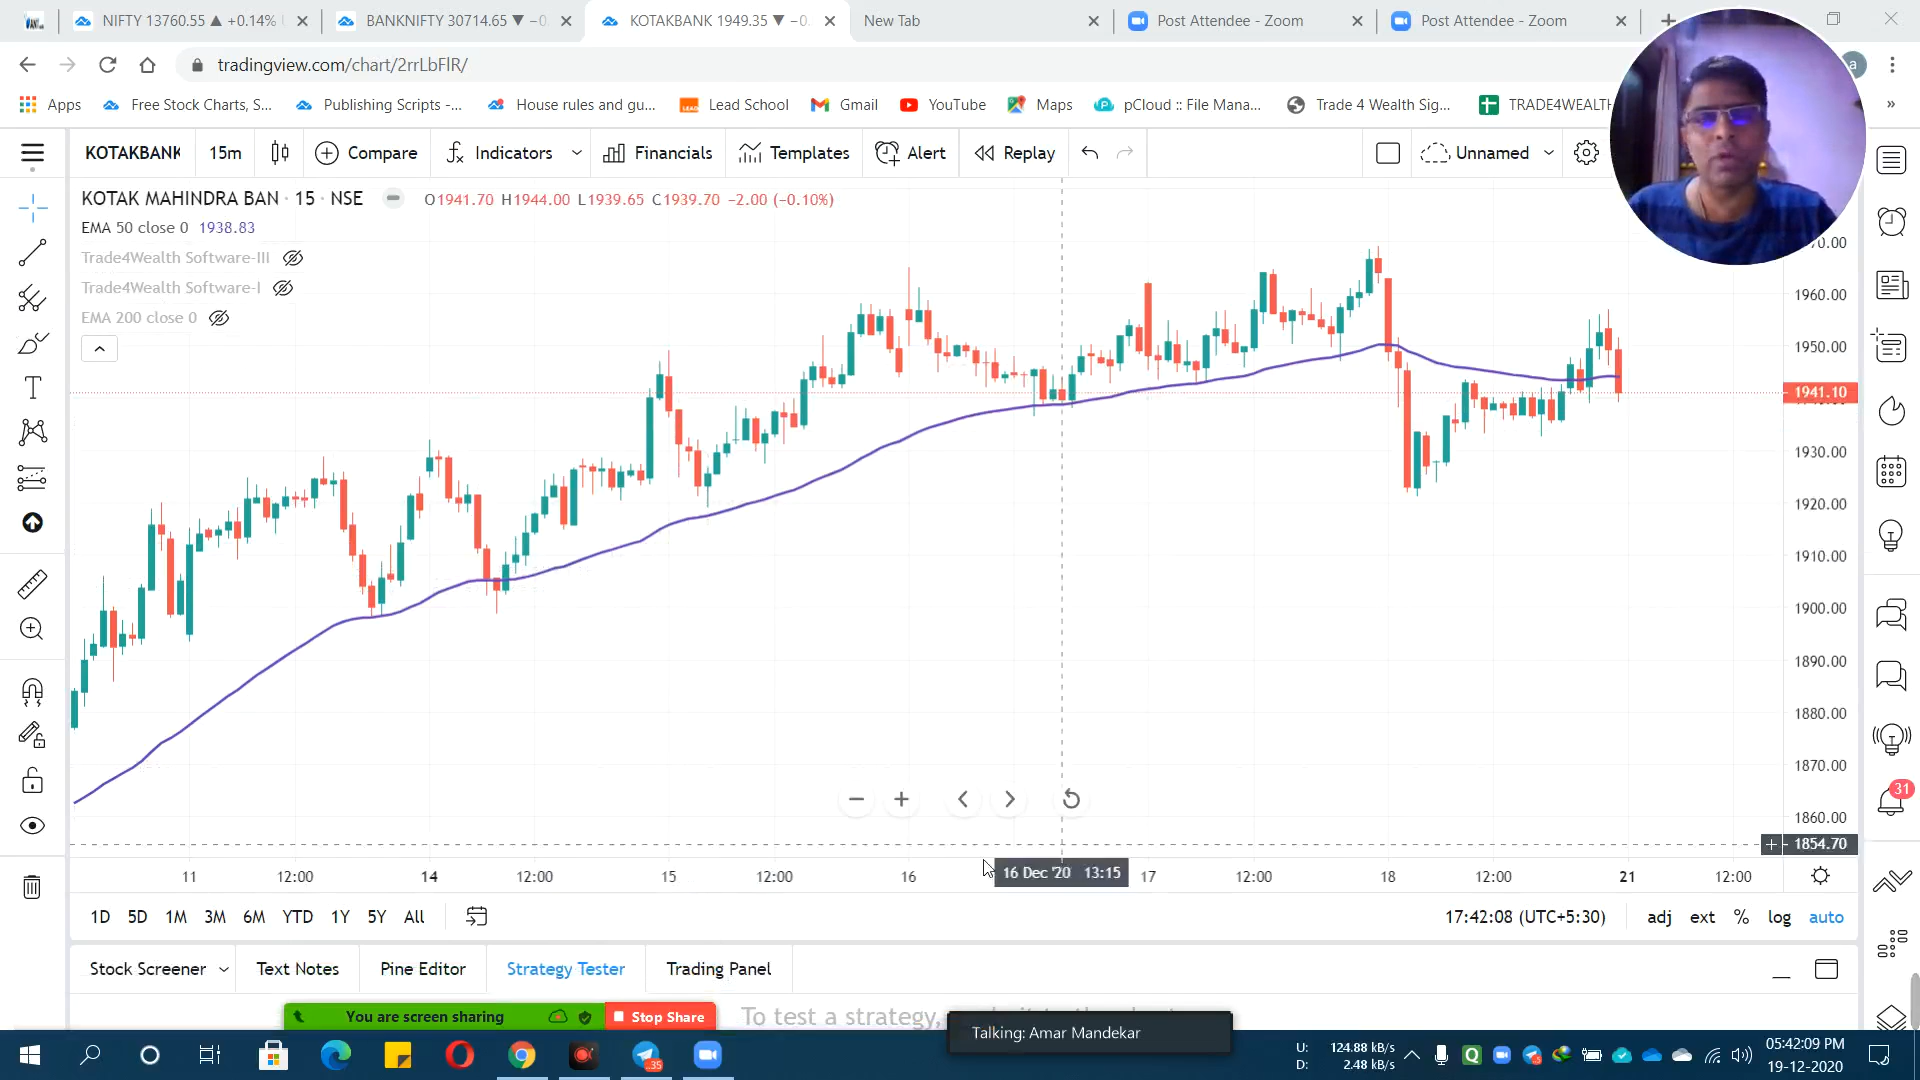 NIFTY 13760.55 ▲ +0.14%
BANKNIFTY 30714.65 ▼ −0
KOTAKBANK 1949.35 ▼ −0.
New Tab
Post Attendee - Zoom
Post Attendee - Zoom
tradingview.com/chart/2rrLbFlR/
a
Apps
Free Stock Charts, S...
Publishing Scripts -...
House rules and gu...
LEAD Lead School
Gmail
YouTube
Maps
pCloud :: File Mana...
Trade 4 Wealth Sig...
TRADE4WEALTH
»
KOTAKBANK
15m
Compare
Indicators
Financials
Templates
Alert
Replay
Unnamed
KOTAK MAHINDRA BAN · 15 · NSE
O1941.70 H1944.00 L1939.65 C1939.70 −2.00 (−0.10%)
EMA 50 close 0 1938.83
Trade4Wealth Software-III
Trade4Wealth Software-I
EMA 200 close 0
0.00
1960.00
1950.00
1941.10
1930.00
1920.00
1910.00
1900.00
1890.00
1880.00
1870.00
1860.00
1854.70
31
11
12:00
14
12:00
15
12:00
16
16 Dec '20 13:15
17
12:00
18
12:00
21
12:00
1D 5D 1M 3M 6M YTD 1Y 5Y All
17:42:08 (UTC+5:30)
adj ext % log auto
Stock Screener
Text Notes
Pine Editor
Strategy Tester
Trading Panel
You are screen sharing
Stop Share
To test a strategy,
Talking: Amar Mandekar
35
U: 124.88 kB/s
D: 2.48 kB/s
05:42:09 PM
19-12-2020